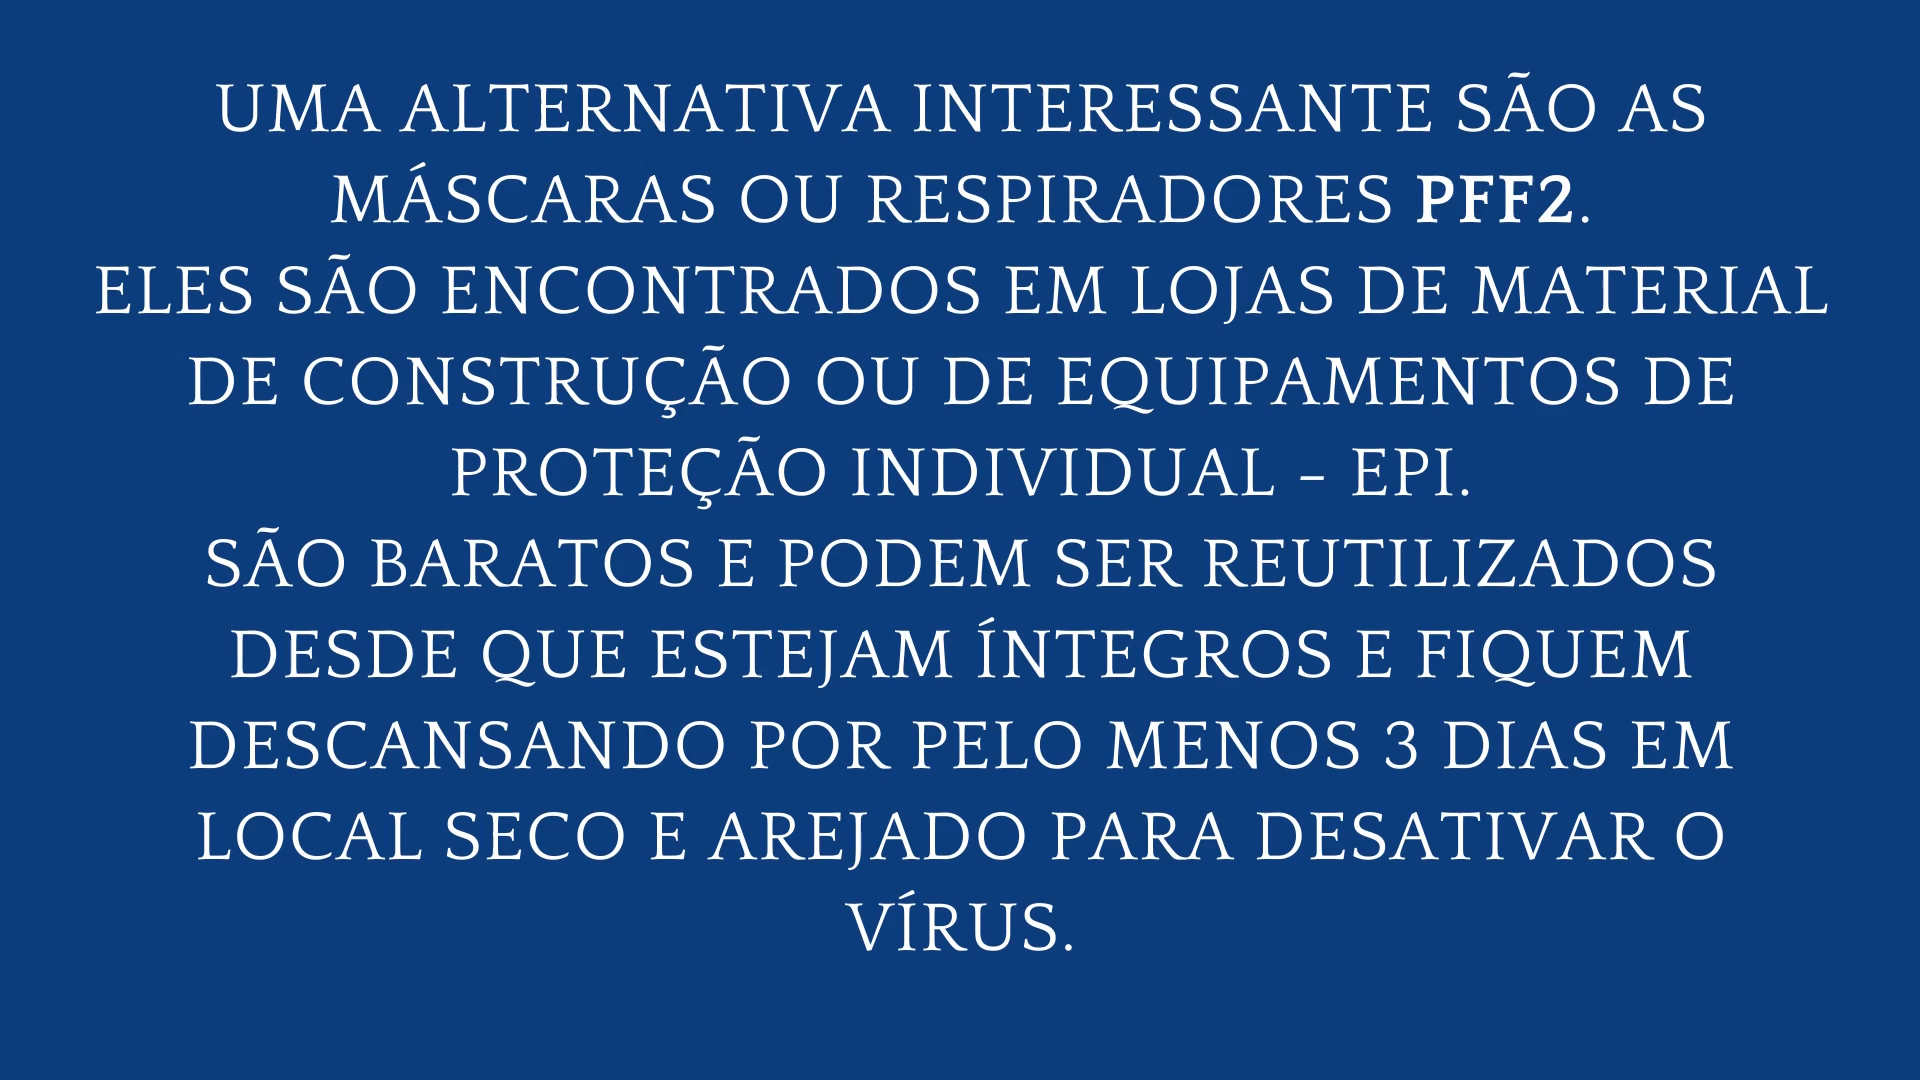 UMA ALTERNATIVA INTERESSANTE SÃO AS
MÁSCARAS OU RESPIRADORES PFF2.
ELES SÃO ENCONTRADOS EM LOJAS DE MATERIAL
DE CONSTRUÇÃO OU DE EQUIPAMENTOS DE
PROTEÇÃO INDIVIDUAL – EPI.
SÃO BARATOS E PODEM SER REUTILIZADOS
DESDE QUE ESTEJAM ÍNTEGROS E FIQUEM
DESCANSANDO POR PELO MENOS 3 DIAS EM
LOCAL SECO E AREJADO PARA DESATIVAR O
VÍRUS.